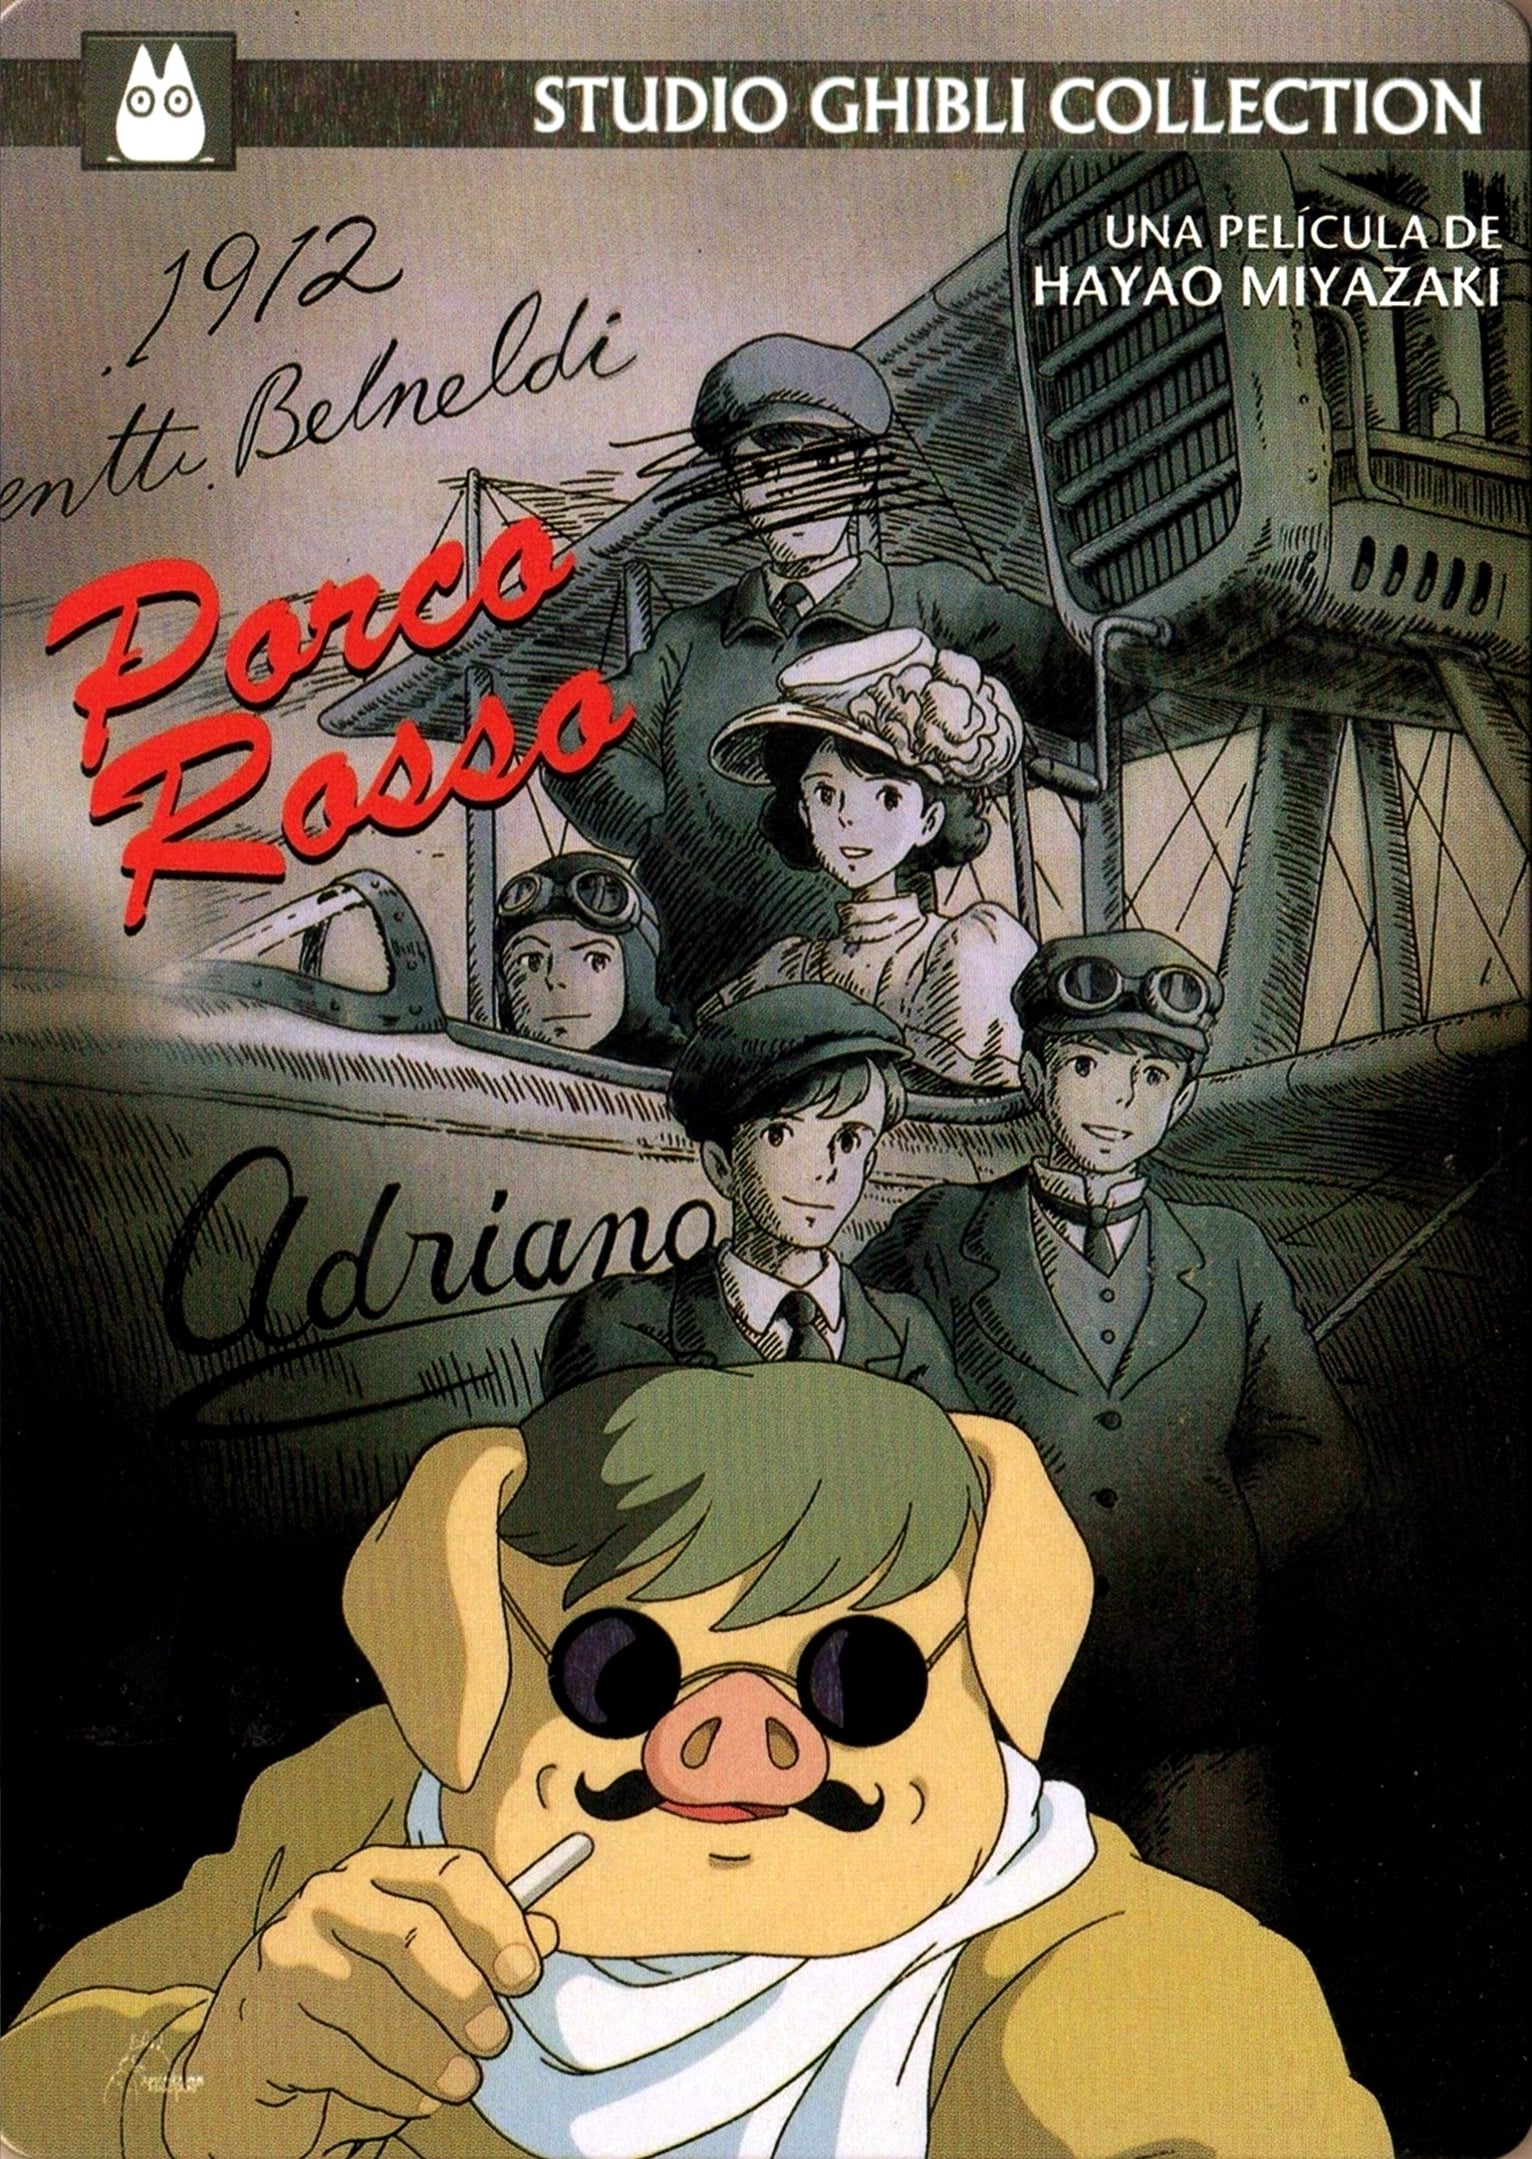 STUDIO GHIBLI COLLECTION
UNA PELÍCULA DE
HAYAO MIYAZAKI
1912
Belneldi
Porco
Rosso
Adriano